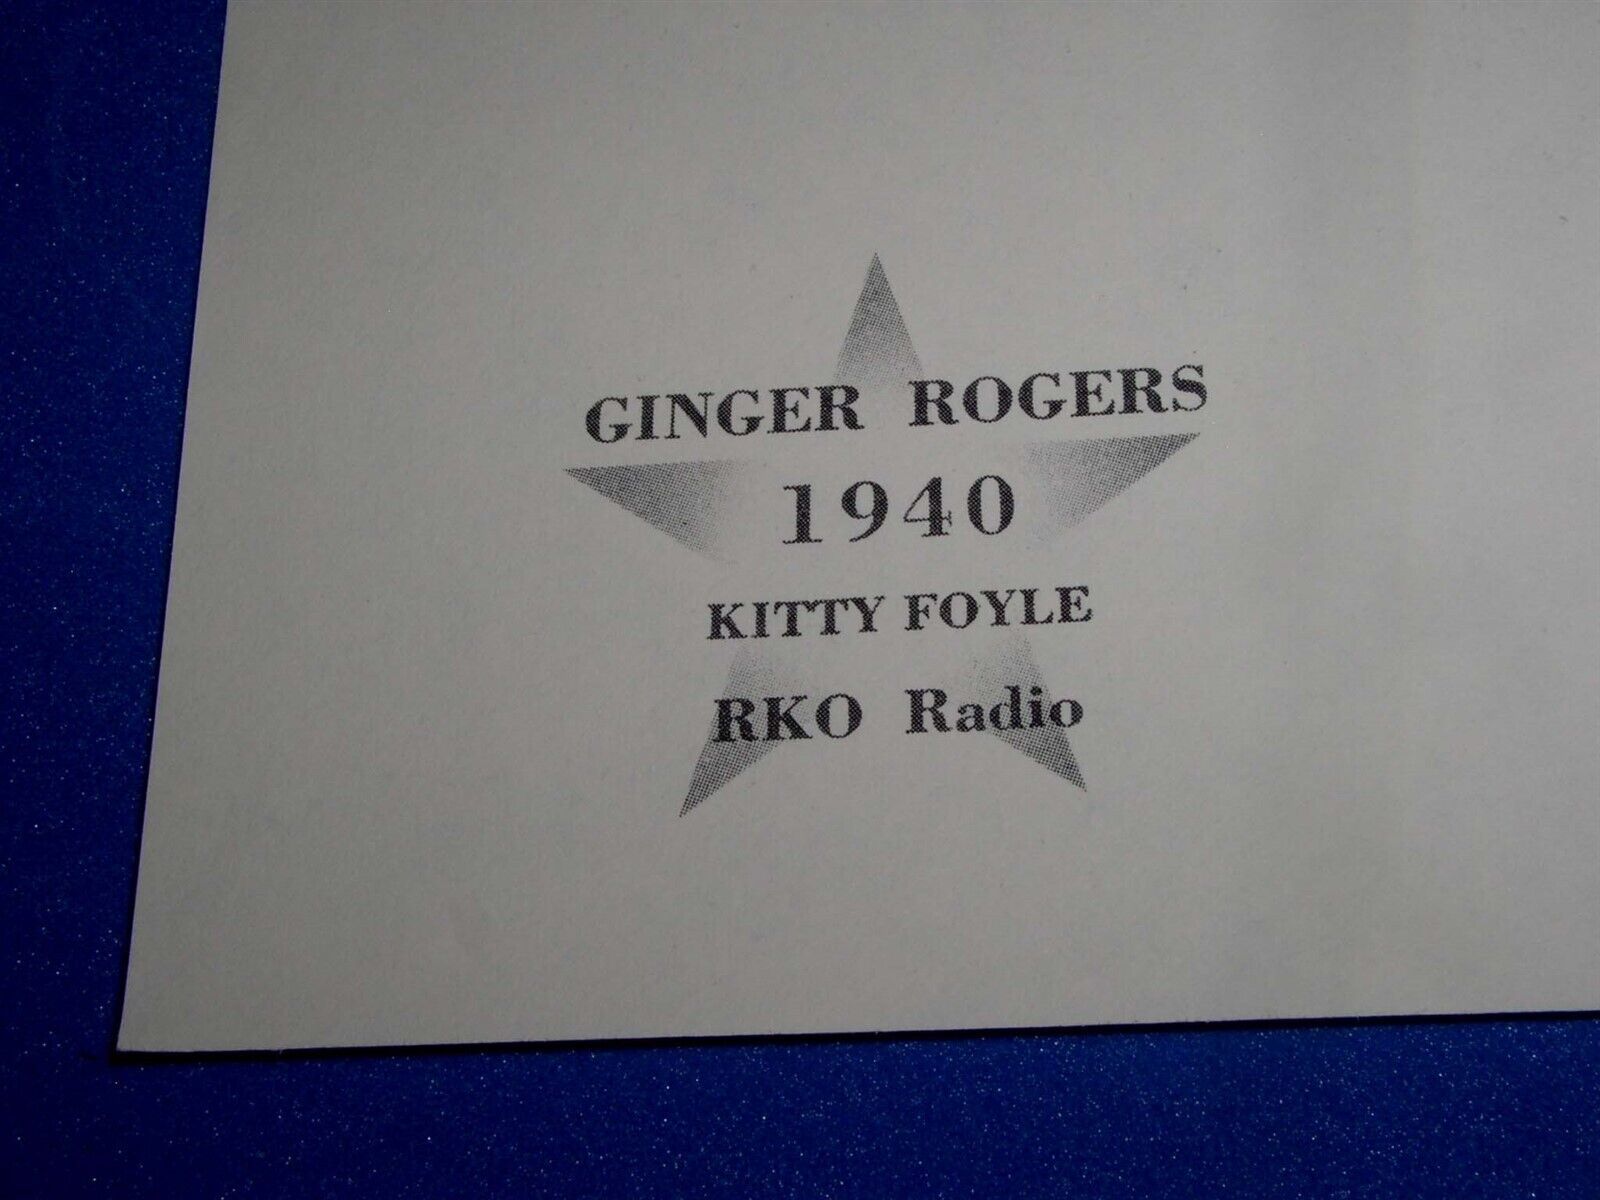 GINGER ROGERS
1940
KITTY FOYLE
RKO Radio